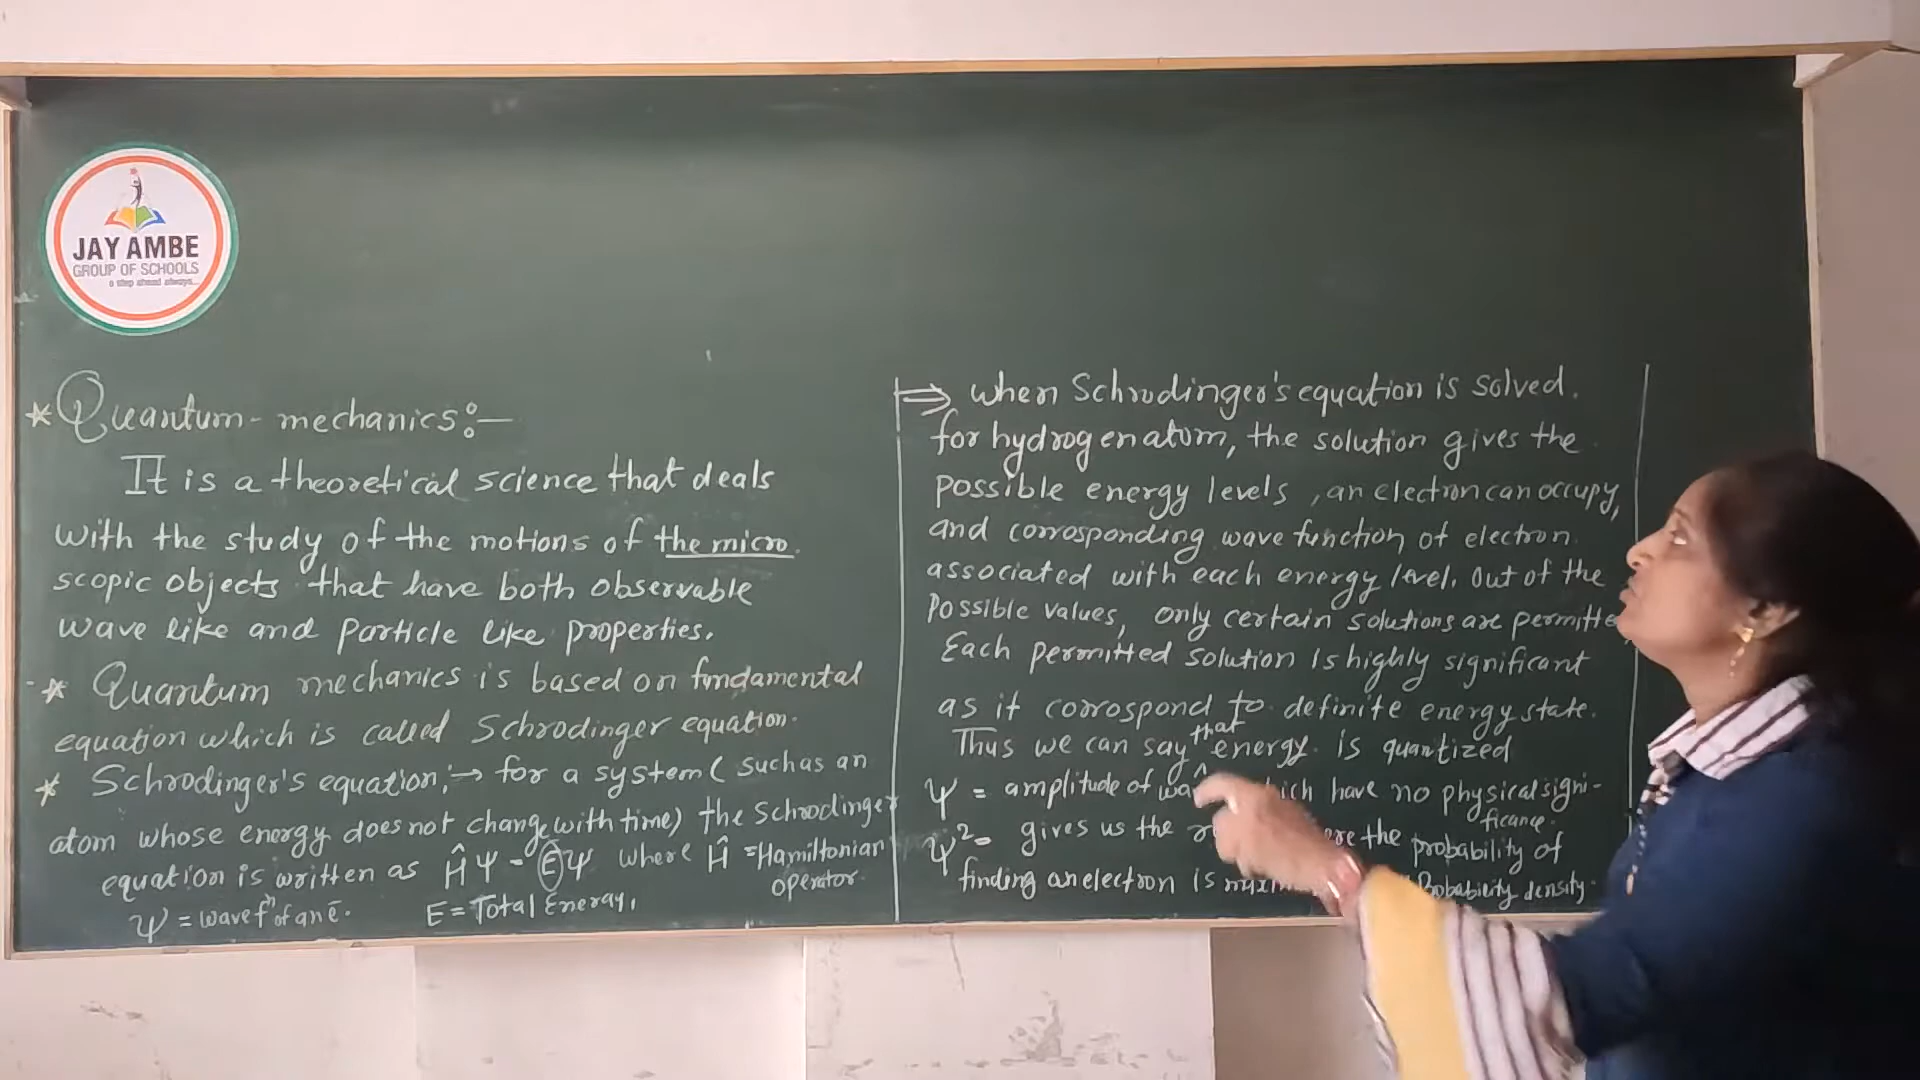 JAY AMBE
GROUP OF SCHOOLS
a step ahead always...
* Quantum-mechanics:-
It is a theoretical science that deals
with the study of the motions of the micro
scopic objects that have both observable
wave like and particle like properties.
* Quantum mechanics is based on fundamental
equation which is called Schrodinger equation.
* Schrodinger's equation:→ for a system (such as an
atom whose energy does not change with time) the Schrodinger
equation is written as ĤΨ = EΨ where Ĥ = Hamiltonian
operator.
Ψ = wave fⁿ of an ē. E = Total Energy.
⇒ when Schrodinger's equation is solved.
for hydrogen atom, the solution gives the
possible energy levels, an electron can occupy,
and corrosponding wave function of electron
associated with each energy level. Out of the
possible values, only certain solutions are permitte
Each permitted solution is highly significant
as it corrospond to definite energy state.
Thus we can say that energy is quantized
Ψ = amplitude of have no physical signi-
ficance.
Ψ² = gives us the the probability of
finding an electron is Probability density.